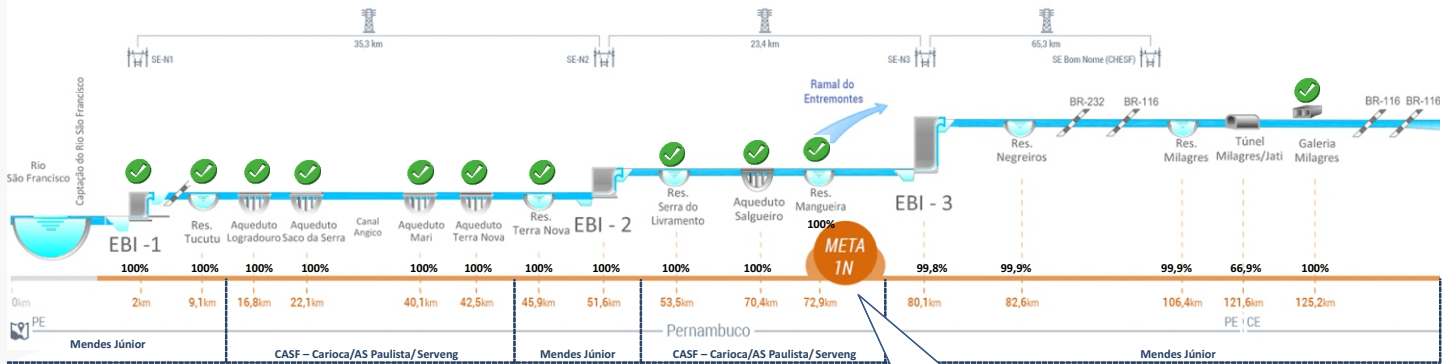 35,3 km
23,4 km
65,3 km
SE-N1
SE-N2
SE-N3
SE Bom Nome (CHESF)
Ramal do
Entremontes
BR-232
BR-116
BR-116
BR-116
Captação do Rio São Francisco
Rio
São Francisco
EBI -1
Res.
Tucutu
Aqueduto
Logradouro
Aqueduto
Saco da Serra
Canal
Angico
Aqueduto
Mari
Aqueduto
Terra Nova
Res.
Terra Nova
EBI - 2
Res.
Serra do
Livramento
Aqueduto
Salgueiro
Res.
Mangueira
EBI - 3
Res.
Negreiros
Res.
Milagres
Túnel
Milagres/Jati
Galeria
Milagres
100%
META
1N
100%
100%
100%
100%
100%
100%
100%
100%
100%
100%
99,8%
99,9%
99,9%
66,9%
100%
0km
2km
9,1km
16,8km
22,1km
40,1km
42,5km
45,9km
51,6km
53,5km
70,4km
72,9km
80,1km
82,6km
106,4km
121,6km
125,2km
PE
Pernambuco
PE
CE
Mendes Júnior
CASF – Carioca/AS Paulista/ Serveng
Mendes Júnior
CASF – Carioca/AS Paulista/ Serveng
Mendes Júnior